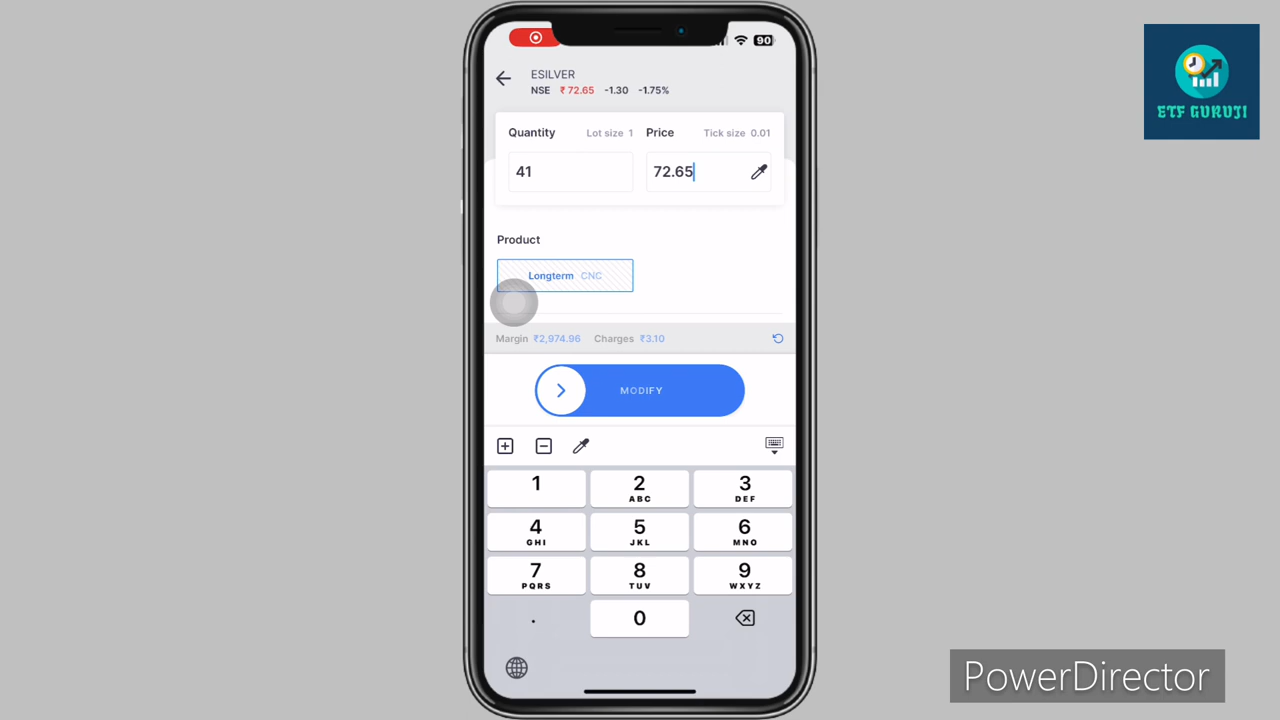 90
ESILVER
NSE ₹ 72.65 -1.30 -1.75%
Quantity Lot size 1 Price Tick size 0.01
41 72.65
Product
Longterm CNC
Margin ₹2,974.96 Charges ₹3.10
MODIFY
1 2 ABC 3 DEF
4 GHI 5 JKL 6 MNO
7 PQRS 8 TUV 9 WXYZ
. 0
ETF GURUJI
PowerDirector